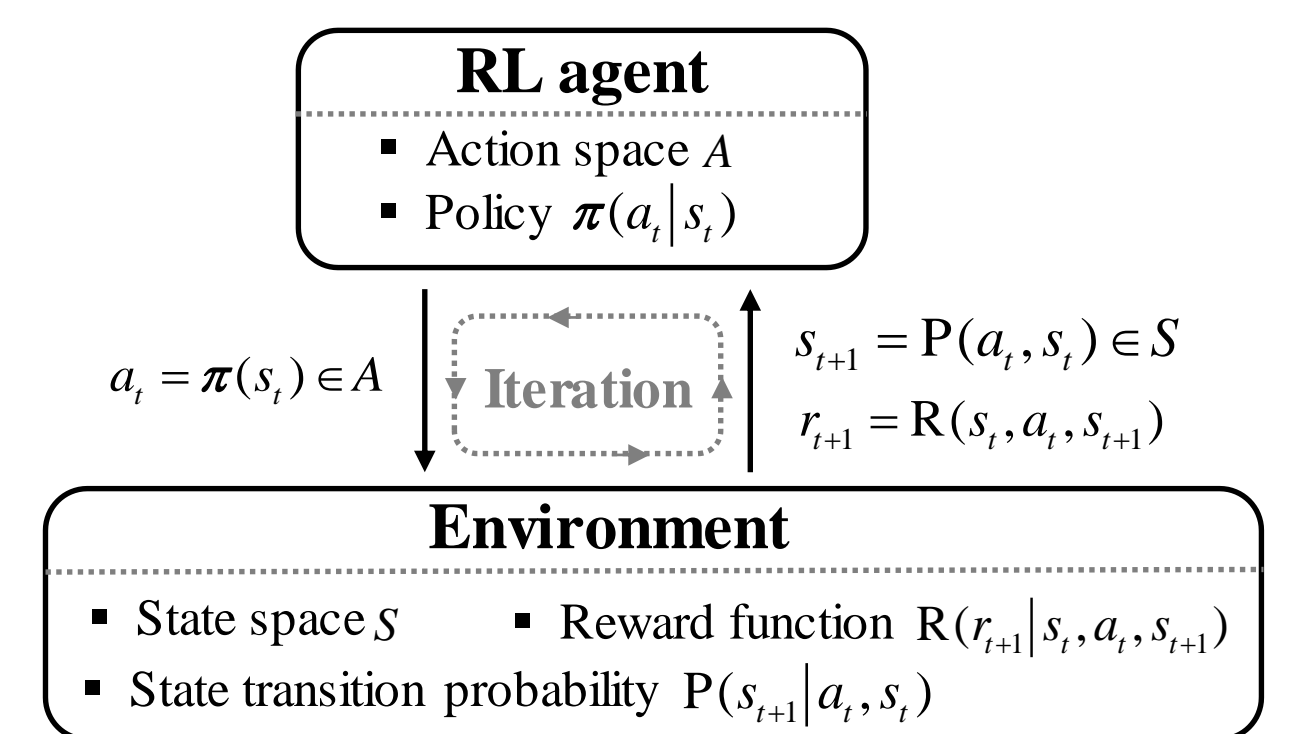 RL agent
▪ Action space A
▪ Policy π(a_t|s_t)
a_t = π(s_t) ∈ A
Iteration
s_{t+1} = P(a_t, s_t) ∈ S
r_{t+1} = R(s_t, a_t, s_{t+1})
Environment
▪ State space S ▪ Reward function R(r_{t+1}|s_t, a_t, s_{t+1})
▪ State transition probability P(s_{t+1}|a_t, s_t)